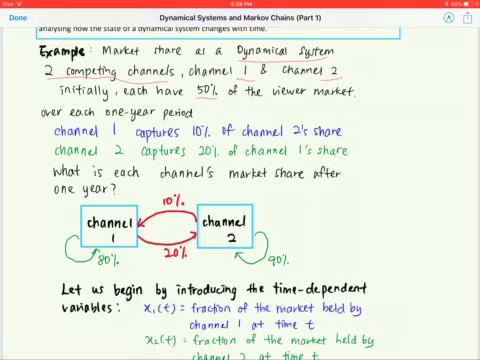 iPad
4:38 PM
Done
Dynamical Systems and Markov Chains (Part 1)
analysing how the state of a dynamical system changes with time.
Example: Market share as a Dynamical system
2 competing channels, channel 1 & channel 2
initially, each have 50% of the viewer market.
over each one-year period
channel 1 captures 10% of channel 2's share
channel 2 captures 20% of channel 1's share
What is each channel's market share after
one year?
10%
channel
1
channel
2
20%
80%
90%
Let us begin by introducing the time-dependent
variables: x1(t) = fraction of the market held by
channel 1 at time t
x2(t) = fraction of the market held by
channel 2 at time t